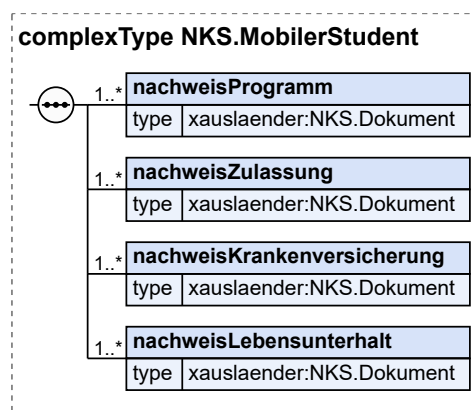 complexType NKS.MobilerStudent
1..* nachweisProgramm
type xauslaender:NKS.Dokument
1..* nachweisZulassung
type xauslaender:NKS.Dokument
1..* nachweisKrankenversicherung
type xauslaender:NKS.Dokument
1..* nachweisLebensunterhalt
type xauslaender:NKS.Dokument